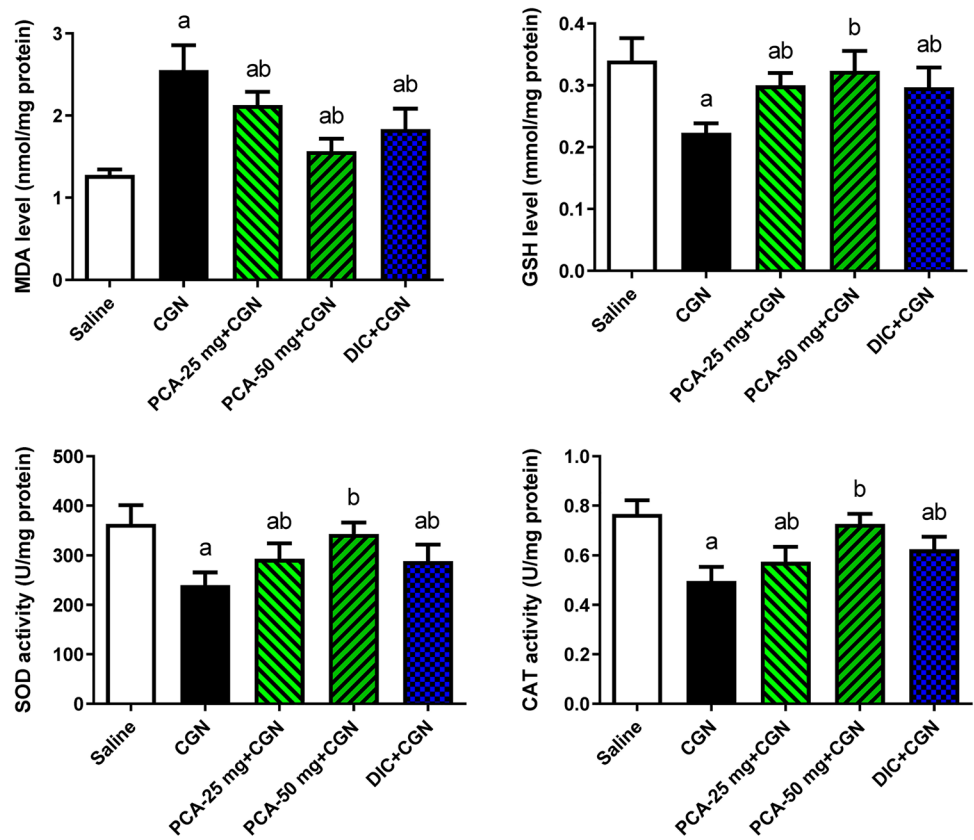 MDA level (nmol/mg protein)
3
2
1
0
a
ab
ab
ab
Saline
CGN
PCA-25 mg+CGN
PCA-50 mg+CGN
DIC+CGN
GSH level (mmol/mg protein)
0.4
0.3
0.2
0.1
0.0
a
ab
b
ab
Saline
CGN
PCA-25 mg+CGN
PCA-50 mg+CGN
DIC+CGN
SOD activity (U/mg protein)
500
400
300
200
100
0
a
ab
b
ab
Saline
CGN
PCA-25 mg+CGN
PCA-50 mg+CGN
DIC+CGN
CAT activity (U/mg protein)
1.0
0.8
0.6
0.4
0.2
0.0
a
ab
b
ab
Saline
CGN
PCA-25 mg+CGN
PCA-50 mg+CGN
DIC+CGN